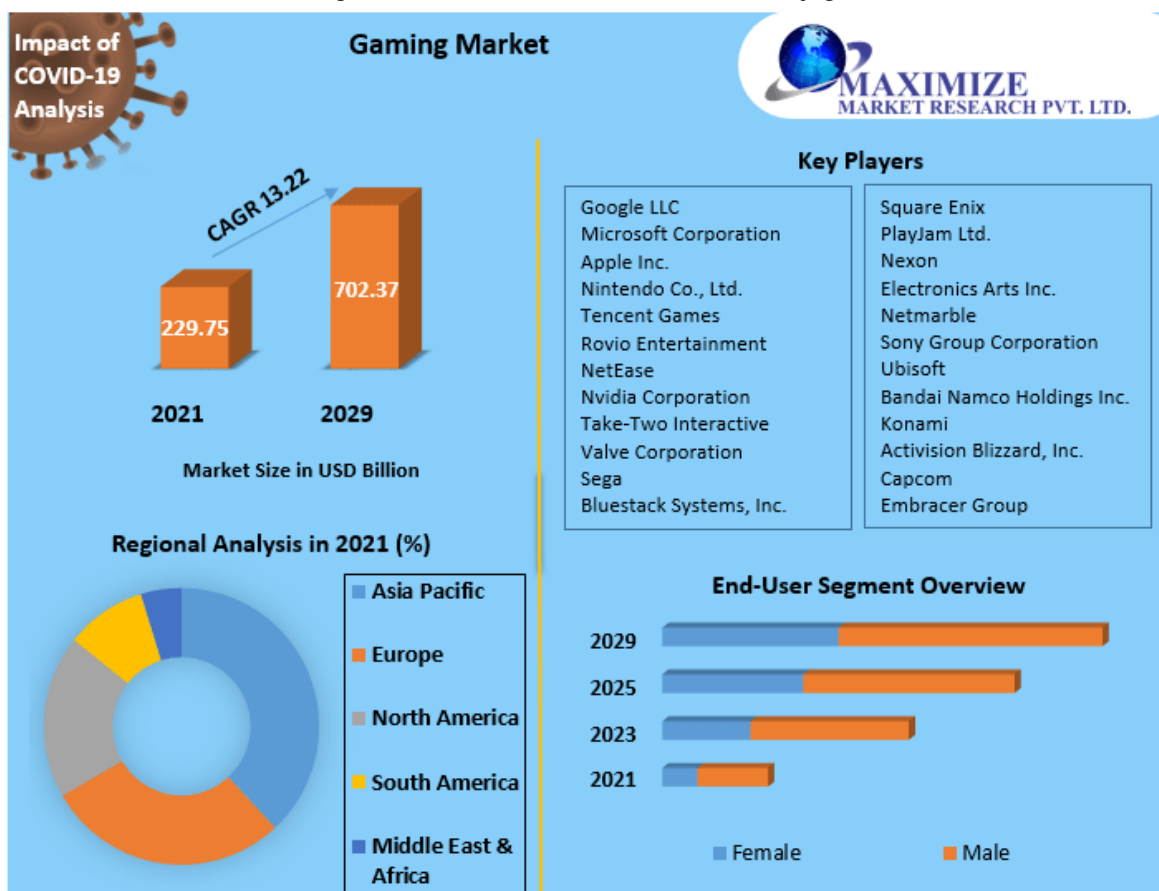 Impact of
COVID-19
Analysis
Gaming Market
MAXIMIZE
MARKET RESEARCH PVT. LTD.
CAGR 13.22
229.75
702.37
2021
2029
Market Size in USD Billion
Key Players
Google LLC
Microsoft Corporation
Apple Inc.
Nintendo Co., Ltd.
Tencent Games
Rovio Entertainment
NetEase
Nvidia Corporation
Take-Two Interactive
Valve Corporation
Sega
Bluestack Systems, Inc.
Square Enix
PlayJam Ltd.
Nexon
Electronics Arts Inc.
Netmarble
Sony Group Corporation
Ubisoft
Bandai Namco Holdings Inc.
Konami
Activision Blizzard, Inc.
Capcom
Embracer Group
Regional Analysis in 2021 (%)
Asia Pacific
Europe
North America
South America
Middle East &
Africa
End-User Segment Overview
2029
2025
2023
2021
Female
Male